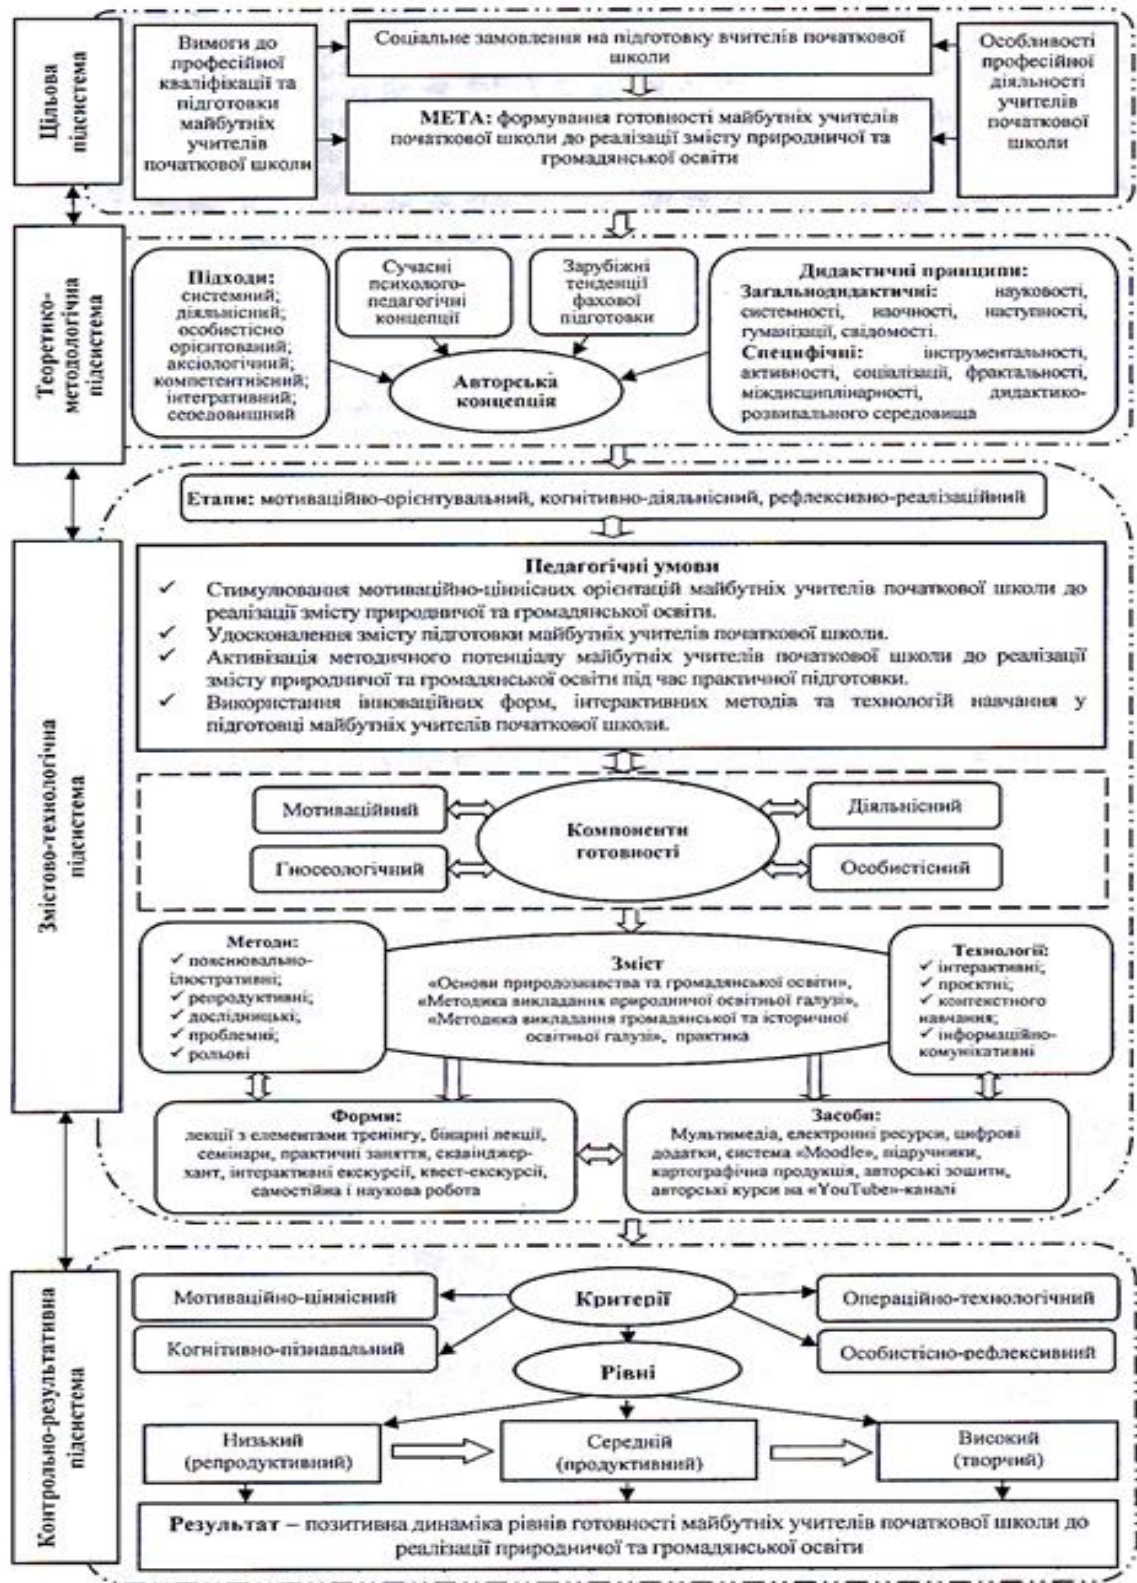 Цільова
підсистема
Вимоги до
професійної
кваліфікації та
підготовки
майбутніх
учителів
початкової школи
Соціальне замовлення на підготовку вчителів початкової
школи
МЕТА: формування готовності майбутніх учителів
початкової школи до реалізації змісту природничої та
громадянської освіти
Особливості
професійної
діяльності
учителів
початкової
школи
Теоретико-
методологічна
підсистема
Підходи:
системний;
діяльнісний;
особистісно
орієнтований;
аксіологічний;
компетентнісний;
інтегративний;
середовищний
Сучасні
психолого-
педагогічні
концепції
Зарубіжні
тенденції
фахової
підготовки
Авторська
концепція
Дидактичні принципи:
Загальнодидактичні: науковості,
системності, наочності, наступності,
гуманізації, свідомості.
Специфічні: інструментальності,
активності, соціалізації, фрактальності,
міждисциплінарності, дидактико-
розвивального середовища
Змістово-технологічна
підсистема
Етапи: мотиваційно-орієнтувальний, когнітивно-діяльнісний, рефлексивно-реалізаційний
Педагогічні умови
✓ Стимулювання мотиваційно-ціннісних орієнтацій майбутніх учителів початкової школи до
реалізації змісту природничої та громадянської освіти.
✓ Удосконалення змісту підготовки майбутніх учителів початкової школи.
✓ Активізація методичного потенціалу майбутніх учителів початкової школи до реалізації
змісту природничої та громадянської освіти під час практичної підготовки.
✓ Використання інноваційних форм, інтерактивних методів та технологій навчання у
підготовці майбутніх учителів початкової школи.
Мотиваційний
Гносеологічний
Компоненти
готовності
Діяльнісний
Особистісний
Методи:
✓ пояснювально-
ілюстративні;
✓ репродуктивні;
✓ дослідницькі;
✓ проблемні;
✓ рольові
Зміст
«Основи природознавства та громадянської освіти»,
«Методика викладання природничої освітньої галузі»,
«Методика викладання громадянської та історичної
освітньої галузі», практика
Технології:
✓ інтерактивні;
✓ проєктні;
✓ контекстного
навчання;
✓ інформаційно-
комунікативні
Форми:
лекції з елементами тренінгу, бінарні лекції,
семінари, практичні заняття, скавінджер-
хант, інтерактивні екскурсії, квест-екскурсії,
самостійна і наукова робота
Засоби:
Мультимедіа, електронні ресурси, цифрові
додатки, система «Moodle», підручники,
картографічна продукція, авторські зошити,
авторські курси на «YouTube»-каналі
Контрольно-результативна
підсистема
Мотиваційно-ціннісний
Когнітивно-пізнавальний
Критерії
Операційно-технологічний
Особистісно-рефлексивний
Рівні
Низький
(репродуктивний)
Середній
(продуктивний)
Високий
(творчий)
Результат – позитивна динаміка рівнів готовності майбутніх учителів початкової школи до
реалізації природничої та громадянської освіти